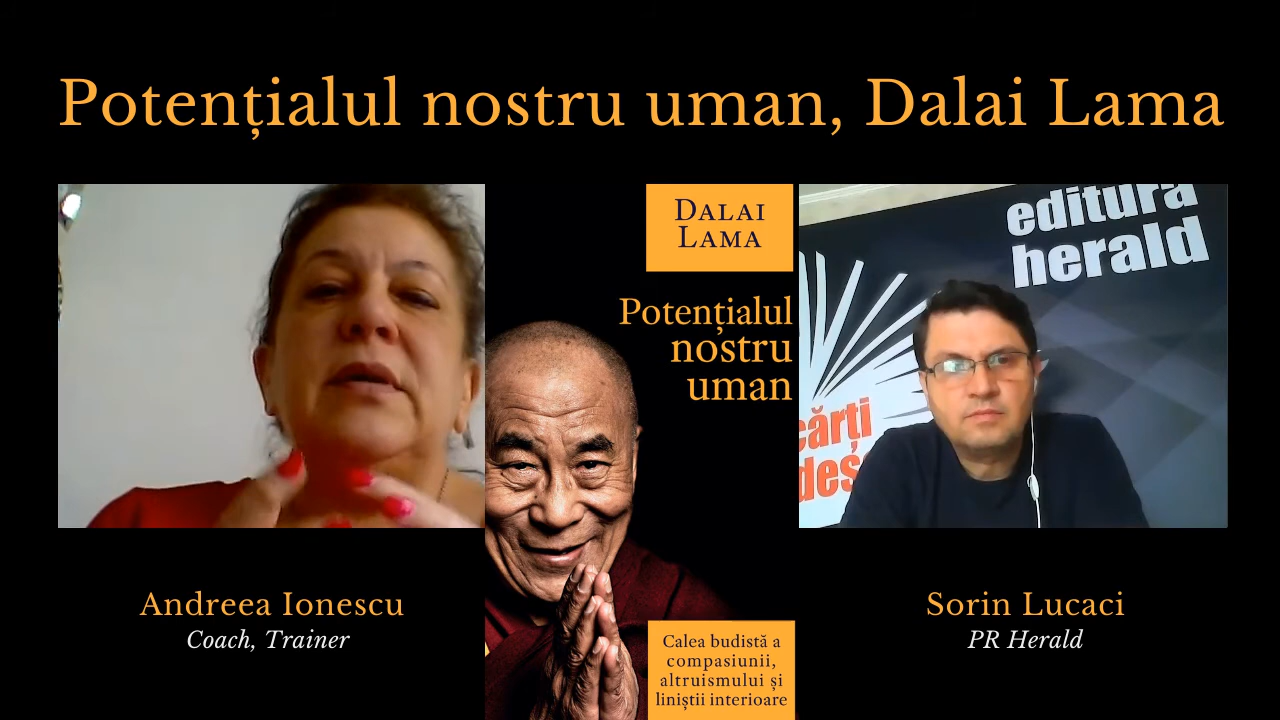 Potențialul nostru uman, Dalai Lama
DALAI
LAMA
Potențialul
nostru
uman
Calea budistă a
compasiunii,
altruismului și
liniștii interioare
editura
herald
cărți
Andreea Ionescu
Coach, Trainer
Sorin Lucaci
PR Herald